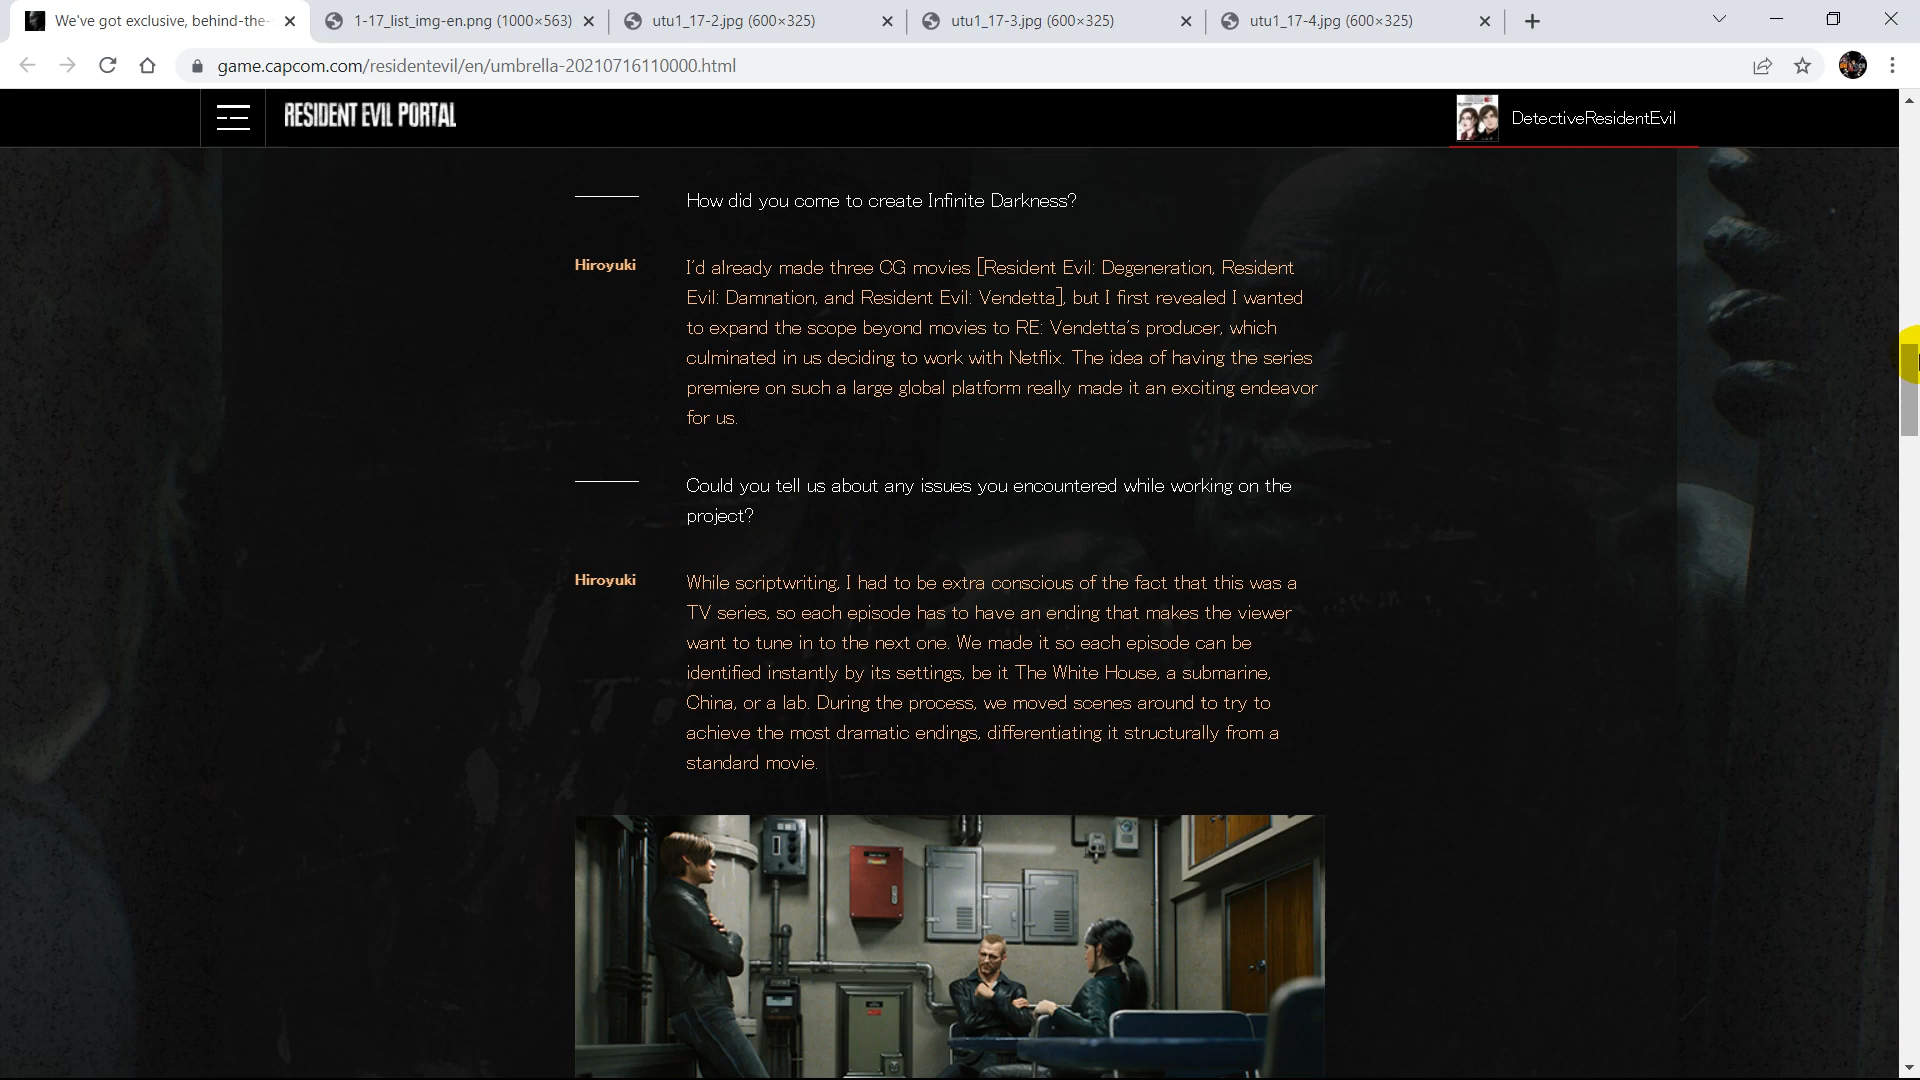 We've got exclusive, behind-the-
1-17_list_img-en.png (1000×563)
utu1_17-2.jpg (600×325)
utu1_17-3.jpg (600×325)
utu1_17-4.jpg (600×325)
game.capcom.com/residentevil/en/umbrella-20210716110000.html
RESIDENT EVIL PORTAL
DetectiveResidentEvil
How did you come to create Infinite Darkness?
Hiroyuki
I'd already made three CG movies [Resident Evil: Degeneration, Resident
Evil: Damnation, and Resident Evil: Vendetta], but I first revealed I wanted
to expand the scope beyond movies to RE: Vendetta's producer, which
culminated in us deciding to work with Netflix. The idea of having the series
premiere on such a large global platform really made it an exciting endeavor
for us.
Could you tell us about any issues you encountered while working on the
project?
Hiroyuki
While scriptwriting, I had to be extra conscious of the fact that this was a
TV series, so each episode has to have an ending that makes the viewer
want to tune in to the next one. We made it so each episode can be
identified instantly by its settings, be it The White House, a submarine,
China, or a lab. During the process, we moved scenes around to try to
achieve the most dramatic endings, differentiating it structurally from a
standard movie.